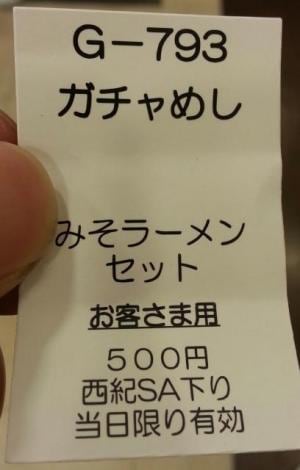 G－793
ガチャめし
みそラーメン
セット
お客さま用
５００円
西紀SA下り
当日限り有効